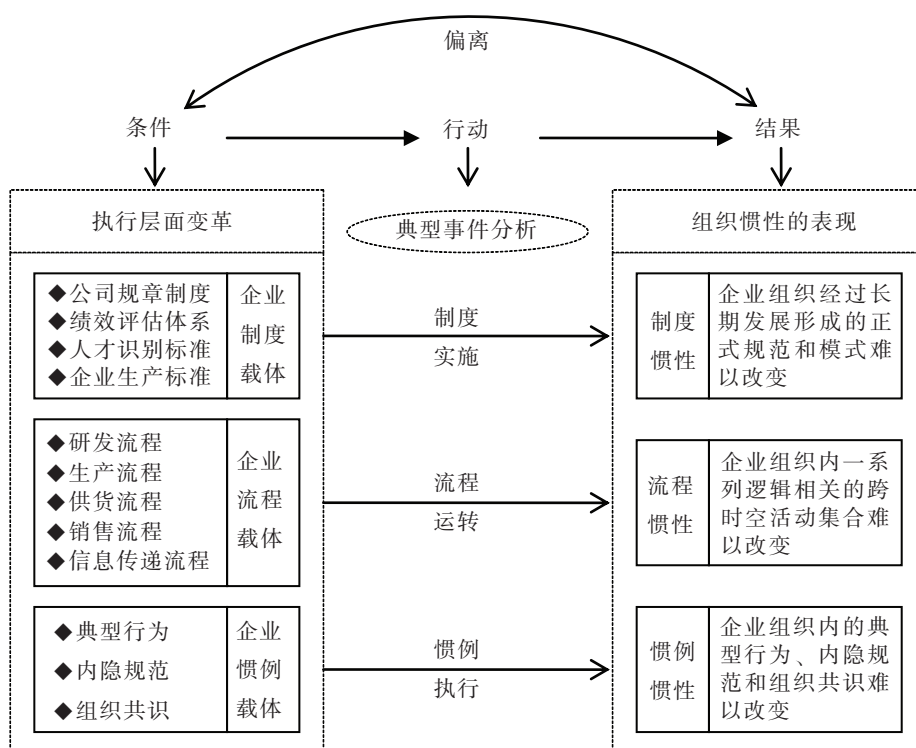 偏离
条件
行动
结果
执行层面变革
典型事件分析
组织惯性的表现
◆公司规章制度
◆绩效评估体系
◆人才识别标准
◆企业生产标准
企业
制度
载体
制度
实施
制度
惯性
企业组织经过长
期发展形成的正
式规范和模式难
以改变
◆研发流程
◆生产流程
◆供货流程
◆销售流程
◆信息传递流程
企业
流程
载体
流程
运转
流程
惯性
企业组织内一系
列逻辑相关的跨
时空活动集合难
以改变
◆典型行为
◆内隐规范
◆组织共识
企业
惯例
载体
惯例
执行
惯例
惯性
企业组织内的典
型行为、内隐规
范和组织共识难
以改变